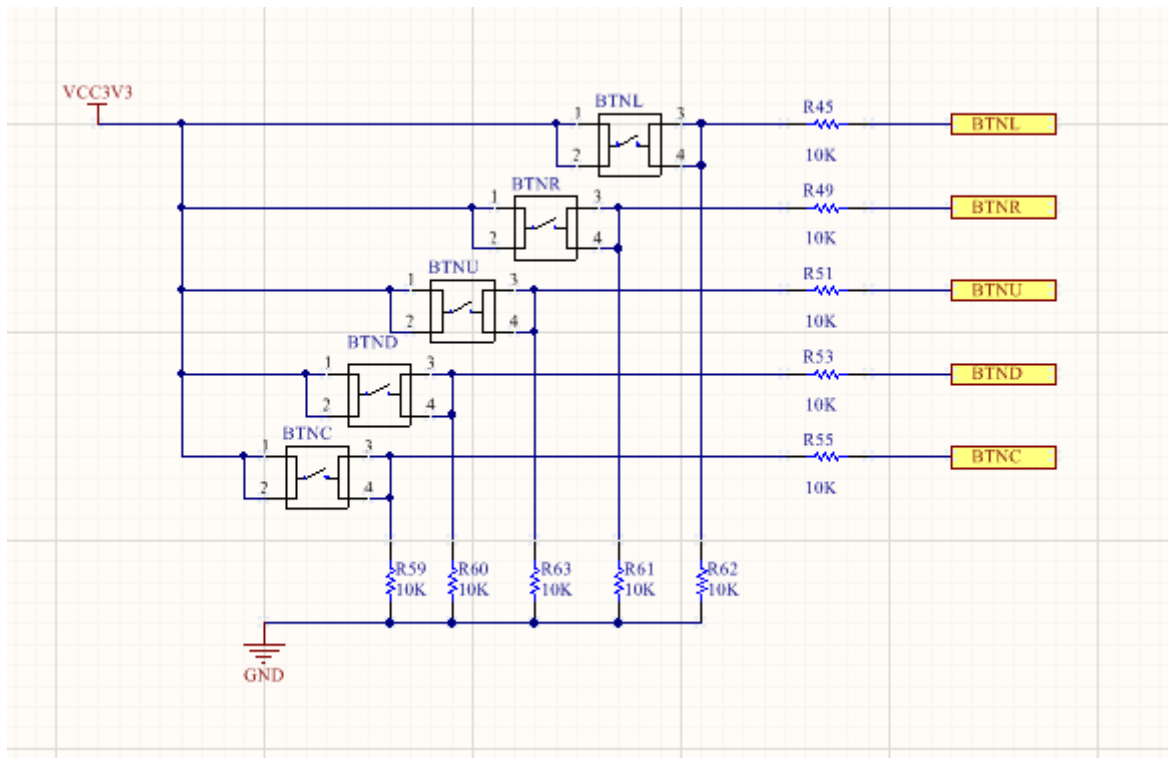 VCC3V3
BTNL
1 3
2 4
R45
10K
BTNL
BTNR
1 3
2 4
R49
10K
BTNR
BTNU
1 3
2 4
R51
10K
BTNU
BTND
1 3
2 4
R53
10K
BTND
BTNC
1 3
2 4
R55
10K
BTNC
R59 R60 R63 R61 R62
10K 10K 10K 10K 10K
GND